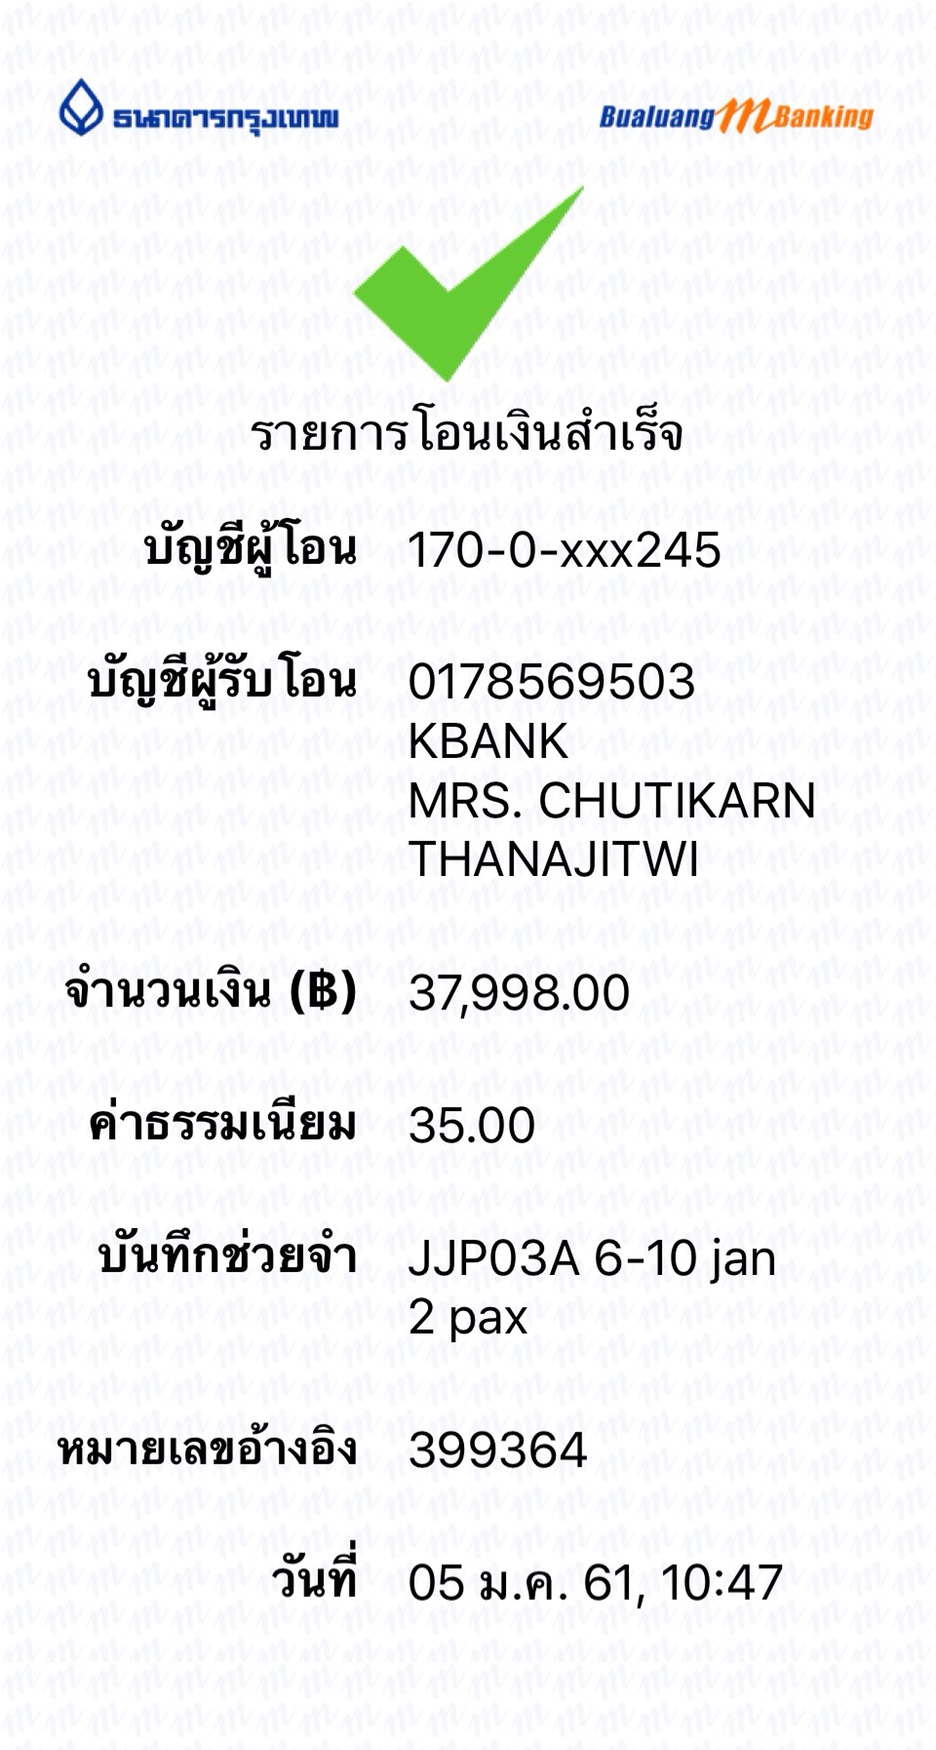 ธนาคารกรุงเทพ
Bualuang mBanking
รายการโอนเงินสำเร็จ
บัญชีผู้โอน 170-0-xxx245
บัญชีผู้รับโอน 0178569503
KBANK
MRS. CHUTIKARN
THANAJITWI
จำนวนเงิน (฿) 37,998.00
ค่าธรรมเนียม 35.00
บันทึกช่วยจำ JJP03A 6-10 jan
2 pax
หมายเลขอ้างอิง 399364
วันที่ 05 ม.ค. 61, 10:47